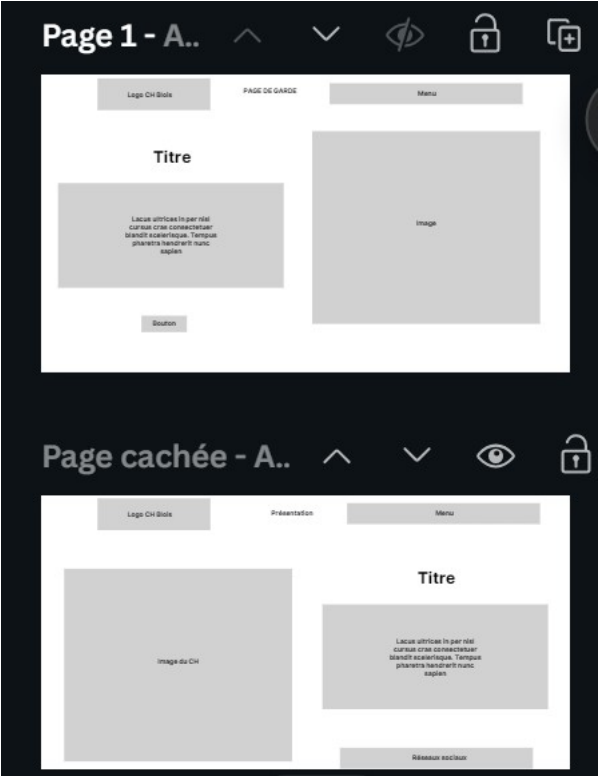 Page 1 - A..
Logo CH Blois
PAGE DE GARDE
Menu
Titre
Lacus ultrices in per nisl
cursus cras consectetuer
blandit scelerisque. Tempus
pharetra hendrerit nunc
sapien
Image
Bouton
Page cachée - A..
Logo CH Blois
Présentation
Menu
Titre
Image du CH
Lacus ultrices in per nisl
cursus cras consectetuer
blandit scelerisque. Tempus
pharetra hendrerit nunc
sapien
Réseaux sociaux